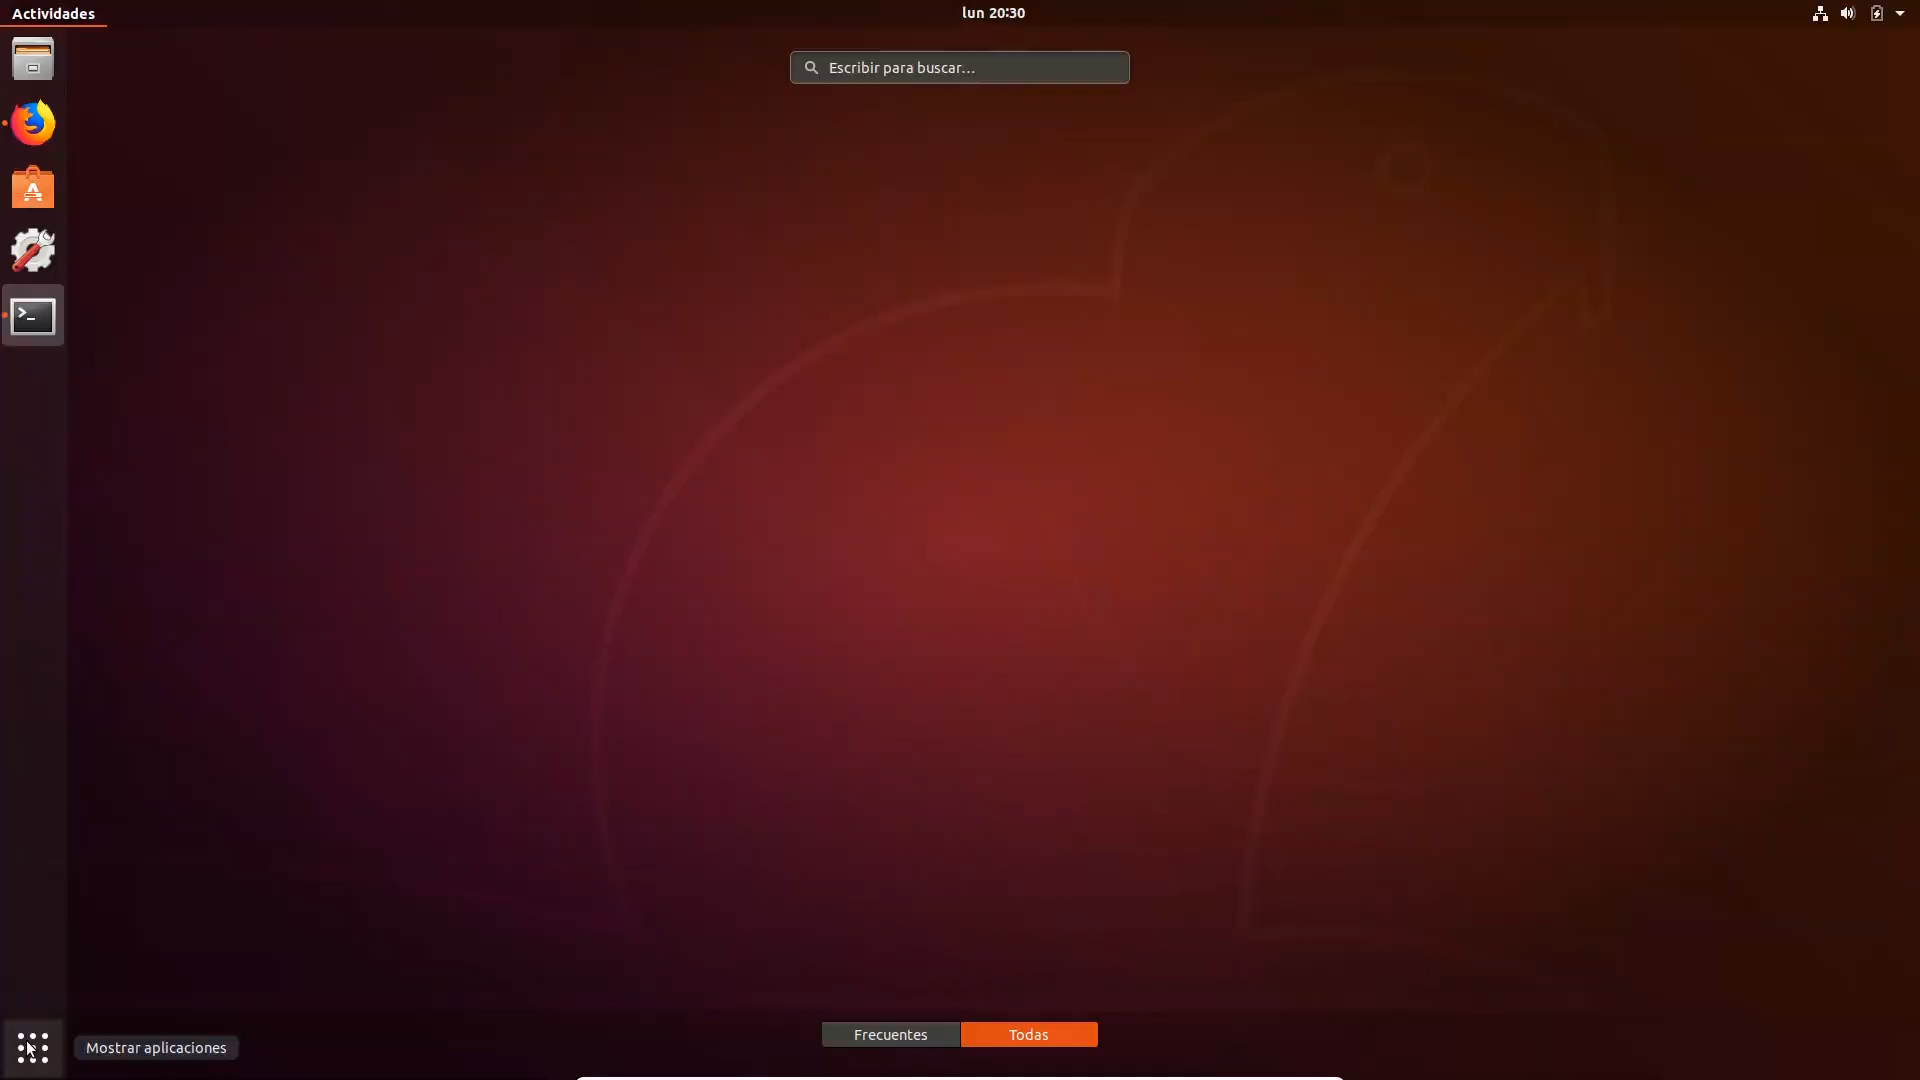 Actividades
lun 20:30
Escribir para buscar...
Mostrar aplicaciones
Frecuentes
Todas